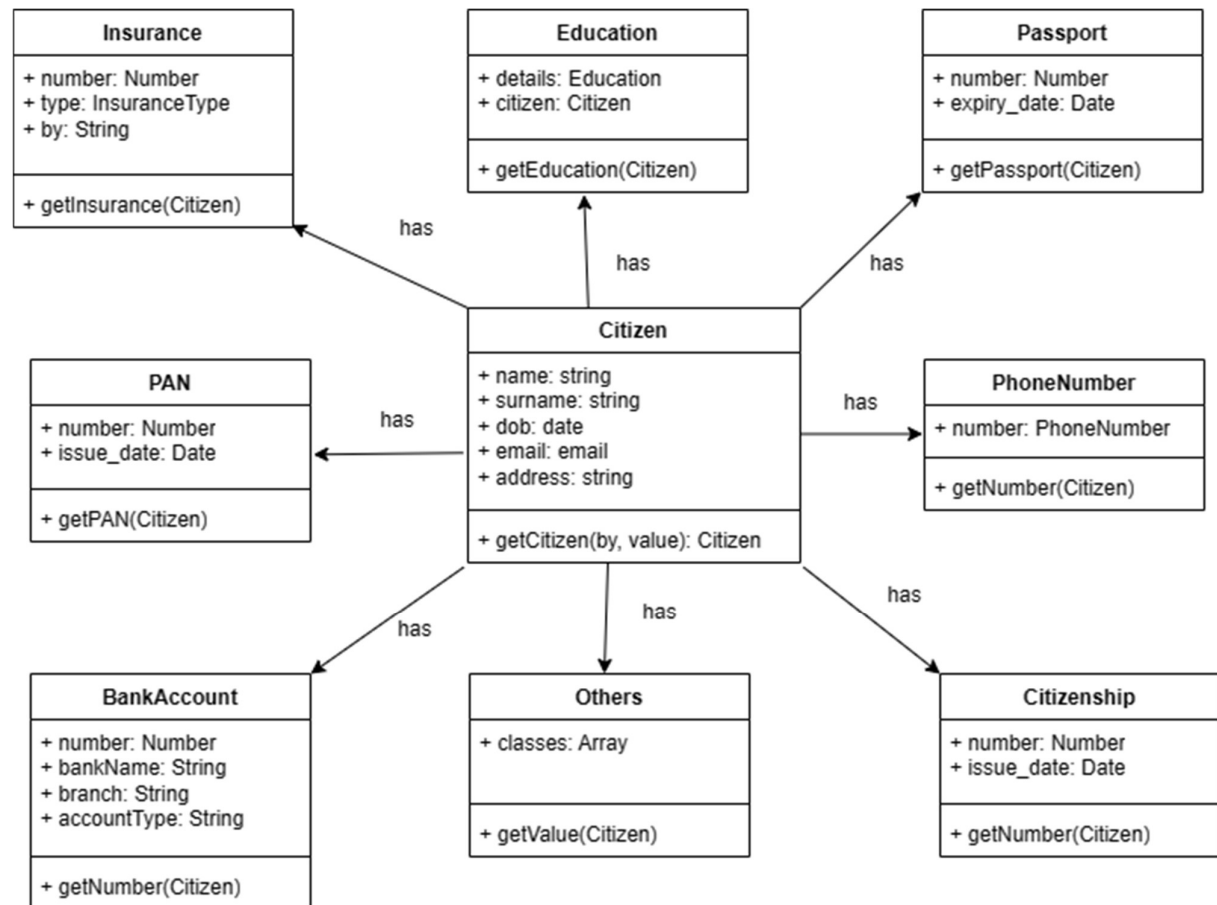 Insurance
+ number: Number
+ type: InsuranceType
+ by: String
+ getInsurance(Citizen)
Education
+ details: Education
+ citizen: Citizen
+ getEducation(Citizen)
Passport
+ number: Number
+ expiry_date: Date
+ getPassport(Citizen)
has
has
has
PAN
+ number: Number
+ issue_date: Date
+ getPAN(Citizen)
has
Citizen
+ name: string
+ surname: string
+ dob: date
+ email: email
+ address: string
+ getCitizen(by, value): Citizen
has
PhoneNumber
+ number: PhoneNumber
+ getNumber(Citizen)
has
has
has
BankAccount
+ number: Number
+ bankName: String
+ branch: String
+ accountType: String
+ getNumber(Citizen)
Others
+ classes: Array
+ getValue(Citizen)
Citizenship
+ number: Number
+ issue_date: Date
+ getNumber(Citizen)